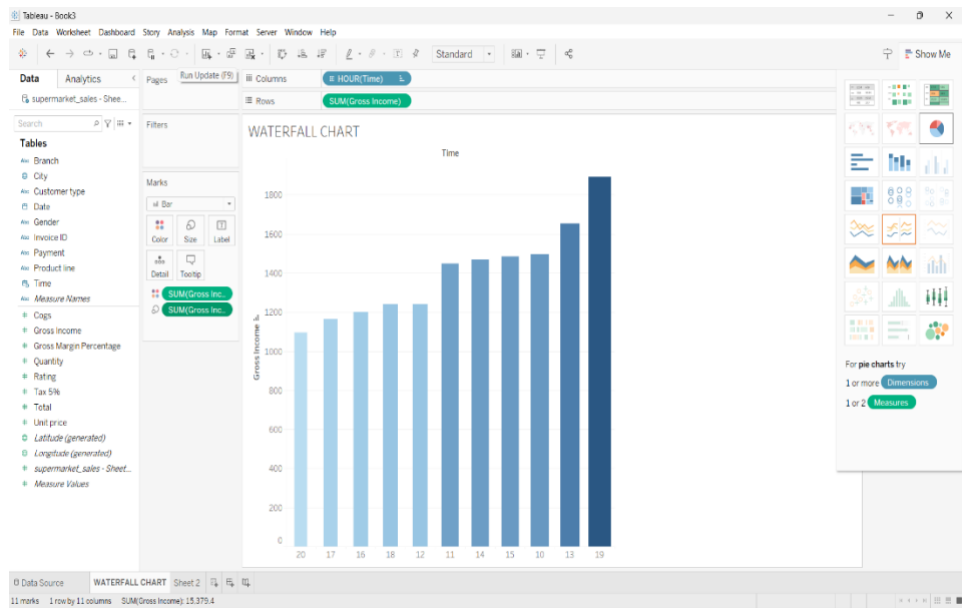 Tableau - Book3
File Data Worksheet Dashboard Story Analysis Map Format Server Window Help
Standard
Show Me
Data Analytics
supermarket_sales - Shee...
Search
Tables
Abc Branch
City
Abc Customer type
Date
Abc Gender
Abc Invoice ID
Abc Payment
Abc Product line
Time
Abc Measure Names
Cogs
Gross Income
Gross Margin Percentage
Quantity
Rating
Tax 5%
Total
Unit price
Latitude (generated)
Longitude (generated)
supermarket_sales - Sheet...
Measure Values
Pages
Run Update (F9)
Filters
Marks
Bar
Color Size Label
Detail Tooltip
SUM(Gross Inc..
SUM(Gross Inc..
Columns
HOUR(Time)
Rows
SUM(Gross Income)
WATERFALL CHART
Time
Gross Income
1800
1600
1400
1200
1000
800
600
400
200
0
20 17 16 18 12 11 14 15 10 13 19
For pie charts try
1 or more Dimensions
1 or 2 Measures
Data Source WATERFALL CHART Sheet 2
11 marks 1 row by 11 columns SUM(Gross Income): 15,379.4